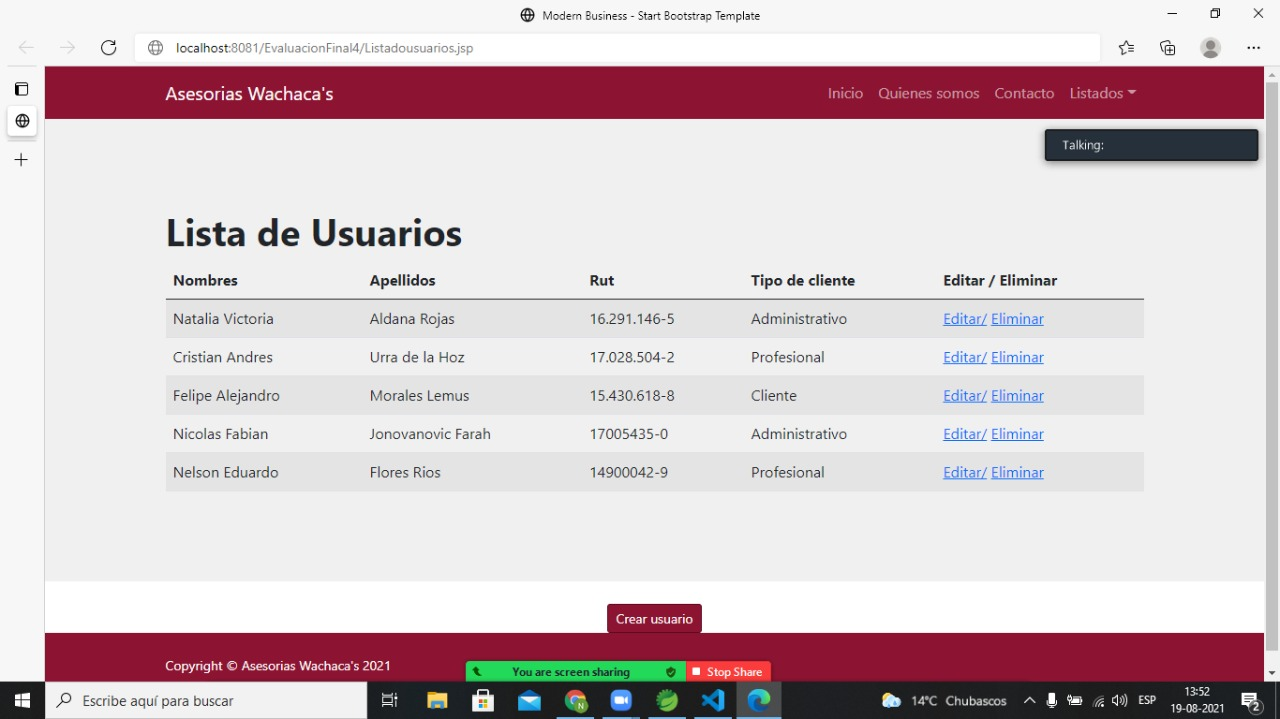 Modern Business - Start Bootstrap Template
localhost:8081/EvaluacionFinal4/Listadousuarios.jsp
Asesorias Wachaca's Inicio Quienes somos Contacto Listados
Talking:
Lista de Usuarios
Nombres Apellidos Rut Tipo de cliente Editar / Eliminar
Natalia Victoria Aldana Rojas 16.291.146-5 Administrativo Editar/ Eliminar
Cristian Andres Urra de la Hoz 17.028.504-2 Profesional Editar/ Eliminar
Felipe Alejandro Morales Lemus 15.430.618-8 Cliente Editar/ Eliminar
Nicolas Fabian Jonovanovic Farah 17005435-0 Administrativo Editar/ Eliminar
Nelson Eduardo Flores Rios 14900042-9 Profesional Editar/ Eliminar
Crear usuario
Copyright © Asesorias Wachaca's 2021
You are screen sharing Stop Share
Escribe aquí para buscar
N
14°C Chubascos
ESP
13:52
19-08-2021
2